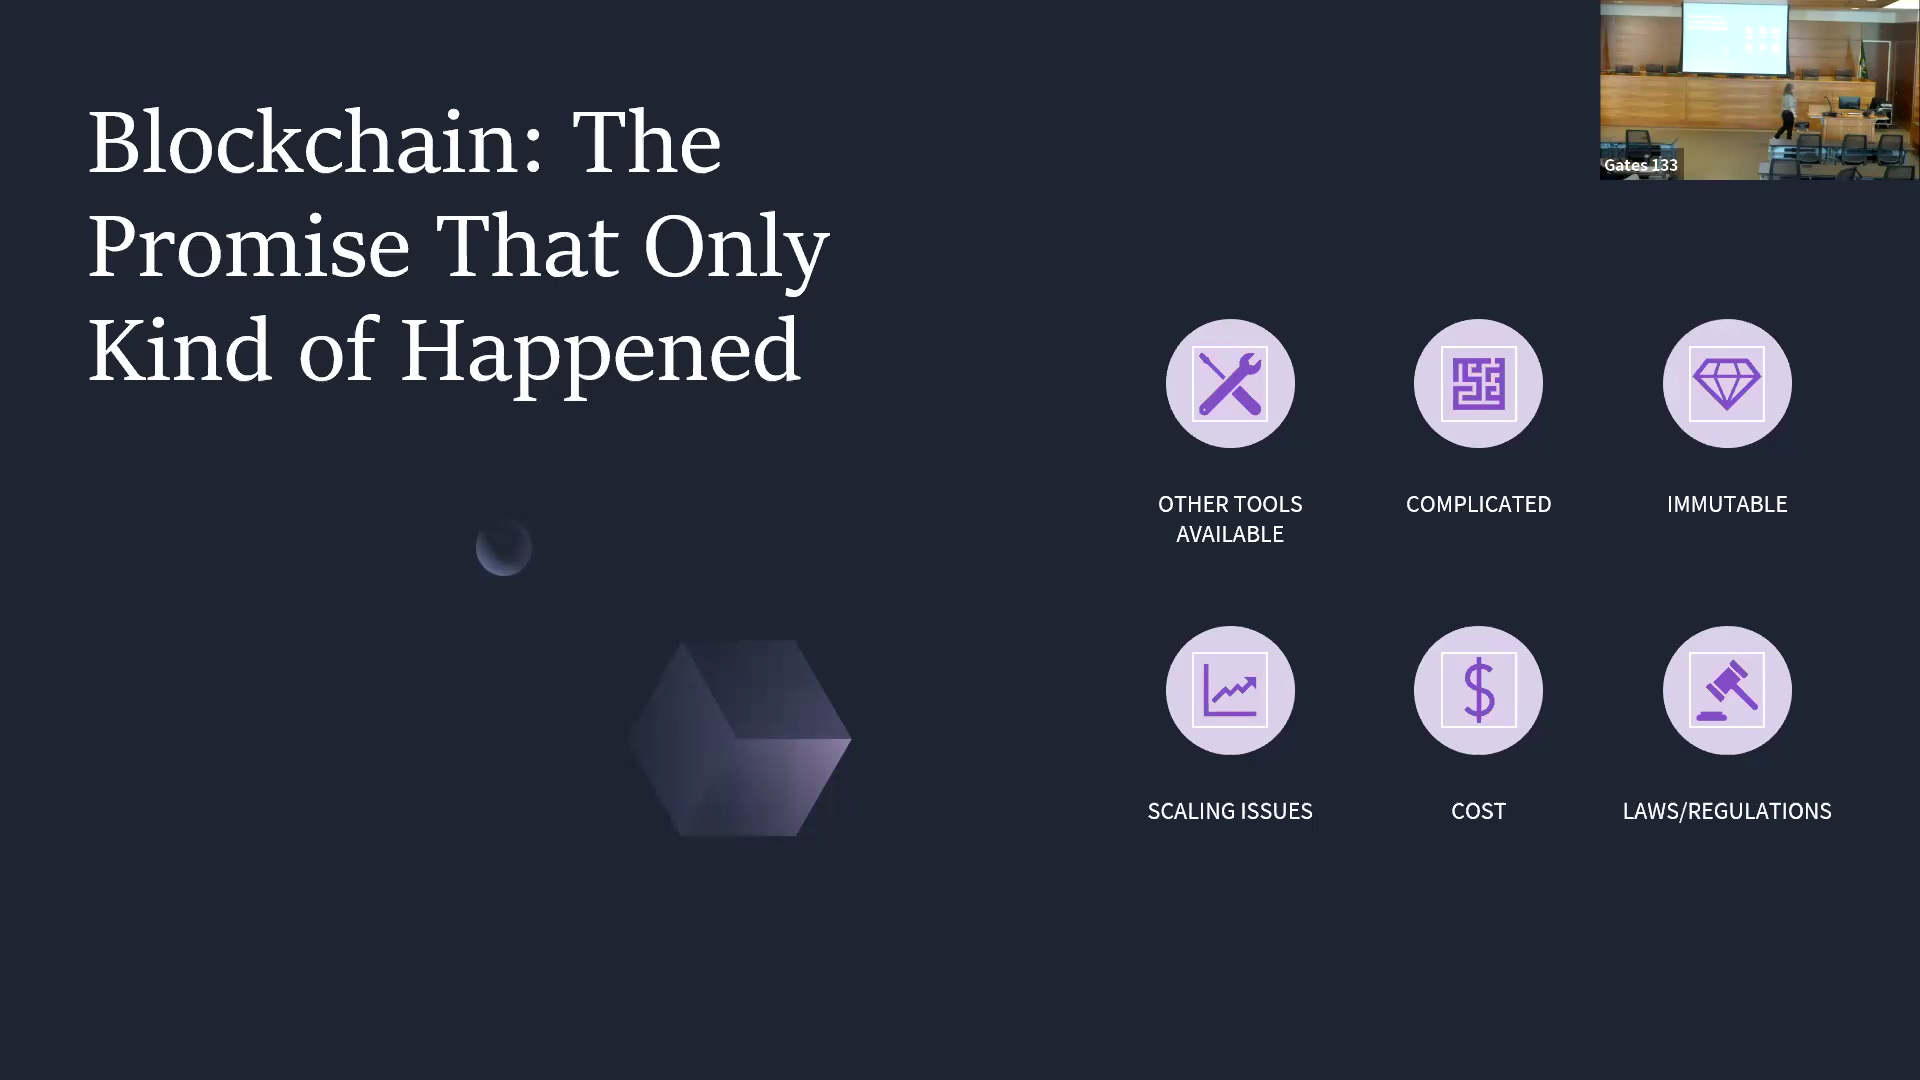 Blockchain: The
Promise That Only
Kind of Happened
Gates 133
OTHER TOOLS
AVAILABLE
COMPLICATED
IMMUTABLE
SCALING ISSUES
COST
LAWS/REGULATIONS